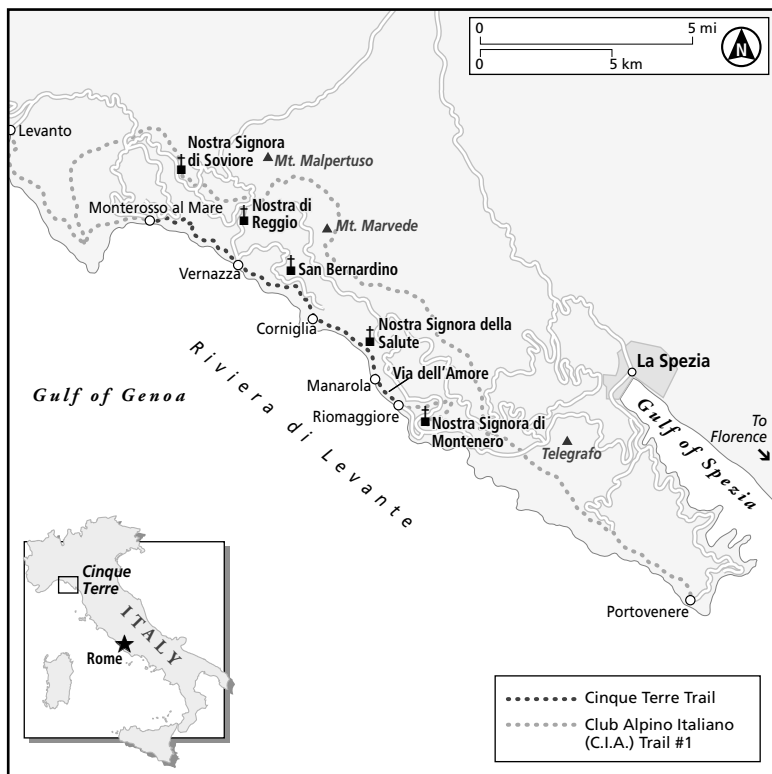 0
5 mi
0
5 km
N
Levanto
Nostra Signora
di Soviore
Mt. Malpertuso
Monterosso al Mare
Nostra di
Reggio
Mt. Marvede
Vernazza
San Bernardino
Corniglia
Nostra Signora della
Salute
La Spezia
Via dell’Amore
Manarola
Riomaggiore
Nostra Signora di
Montenero
Telegrafo
Gulf of Genoa
Riviera di Levante
Gulf of Spezia
To
Florence
Portovenere
Cinque
Terre
ITALY
Rome
Cinque Terre Trail
Club Alpino Italiano
(C.I.A.) Trail #1